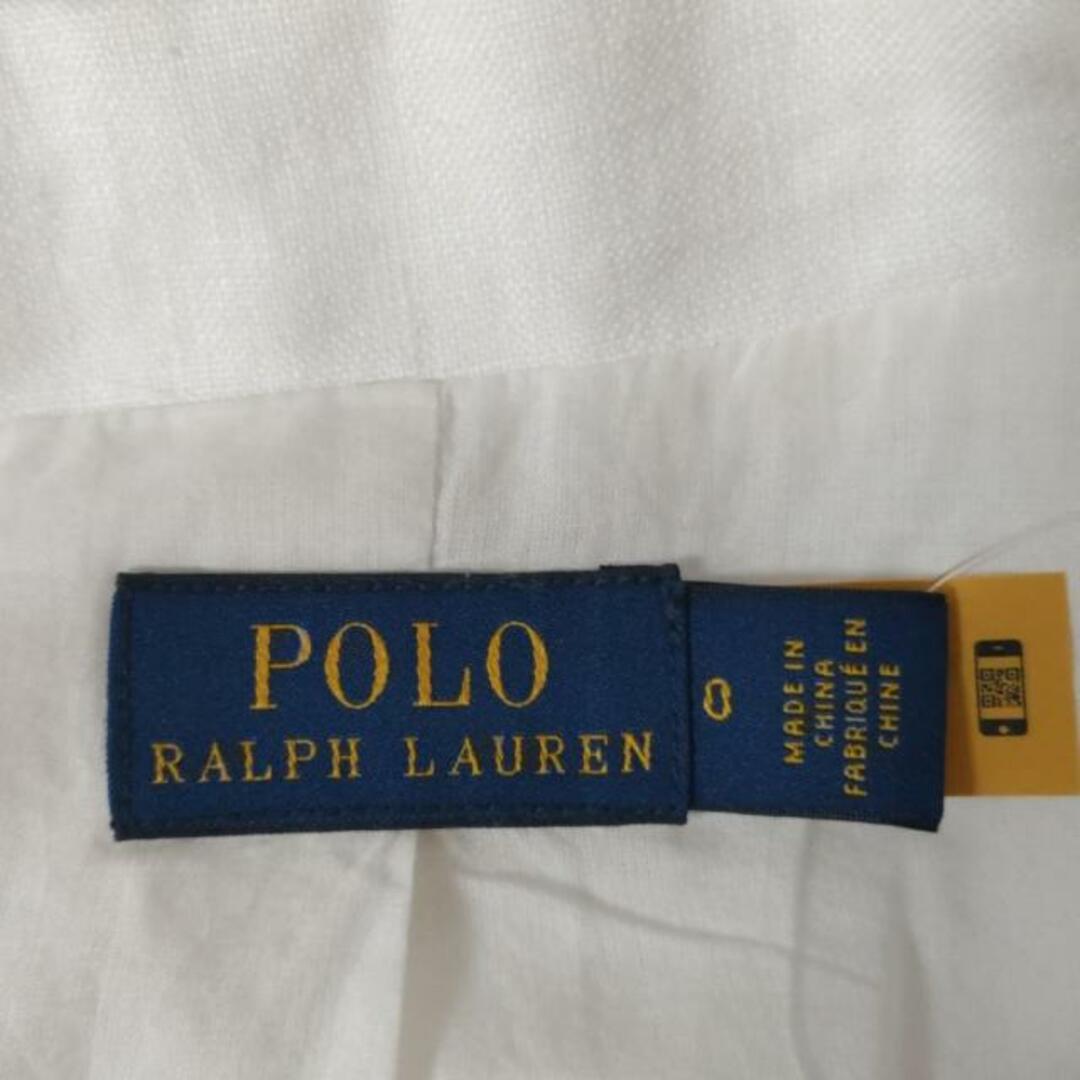 POLO
RALPH LAUREN
0
MADE IN
CHINA
FABRIQUÉ EN
CHINE